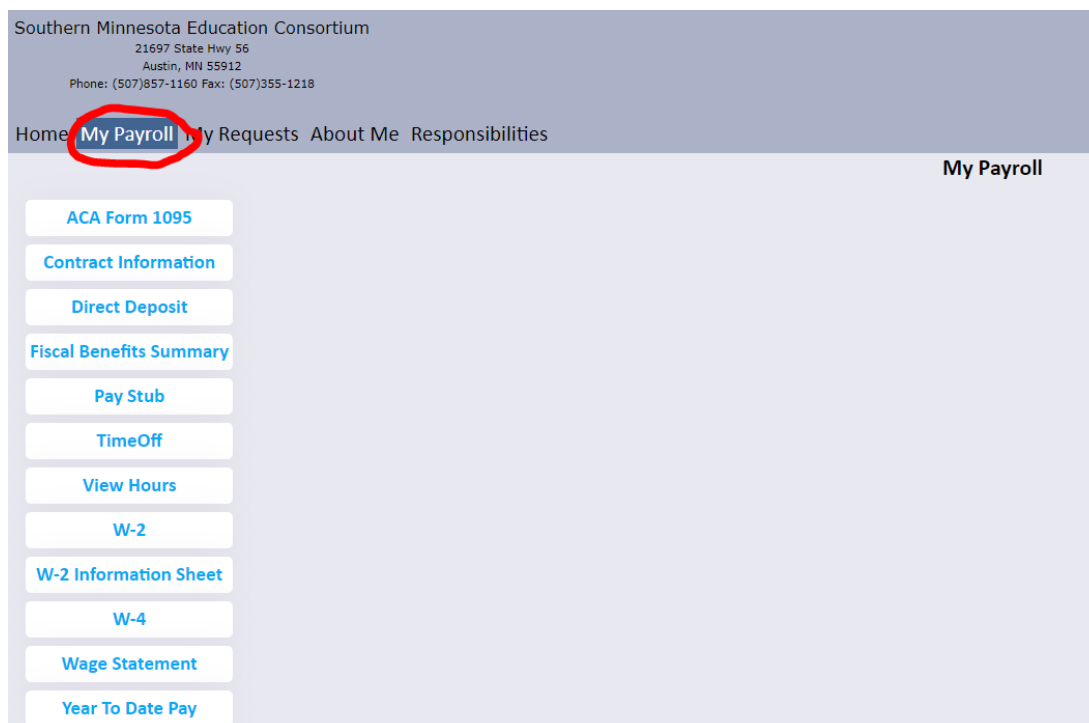 Southern Minnesota Education Consortium
21697 State Hwy 56
Austin, MN 55912
Phone: (507)857-1160 Fax: (507)355-1218
Home My Payroll My Requests About Me Responsibilities
My Payroll
ACA Form 1095
Contract Information
Direct Deposit
Fiscal Benefits Summary
Pay Stub
TimeOff
View Hours
W-2
W-2 Information Sheet
W-4
Wage Statement
Year To Date Pay